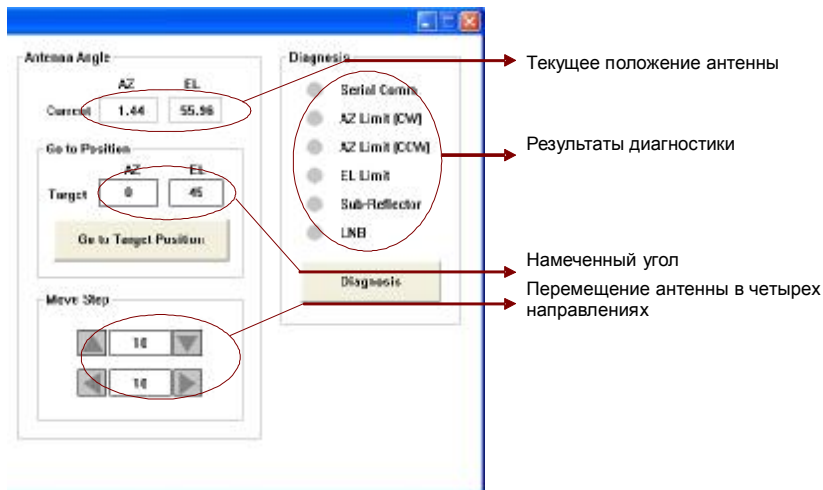 Antenna Angle
AZ EL
Current 1.44 55.96
Go to Position
AZ EL
Target 0 45
Go to Target Position
Move Step
10
10
Diagnosis
Serial Comm
AZ Limit (CW)
AZ Limit (CCW)
EL Limit
Sub-Reflector
LNB
Diagnosis
Текущее положение антенны
Результаты диагностики
Намеченный угол
Перемещение антенны в четырех
направлениях